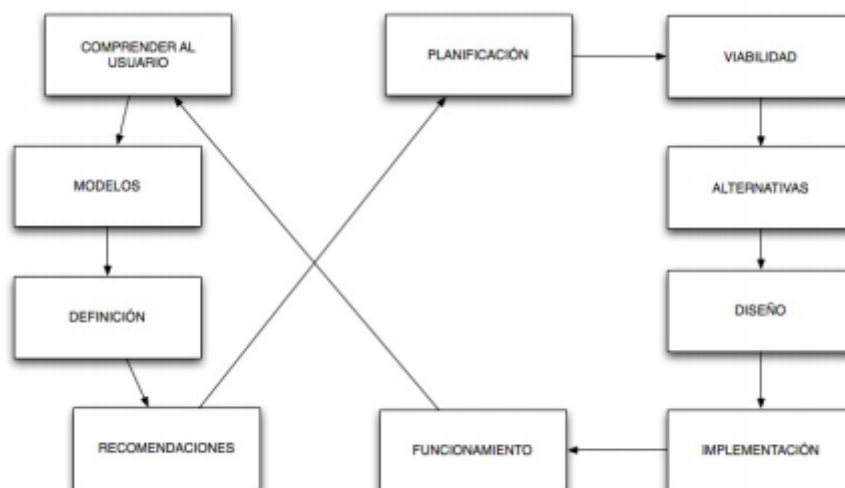 COMPRENDER AL
USUARIO
MODELOS
DEFINICIÓN
RECOMENDACIONES
PLANIFICACIÓN
VIABILIDAD
ALTERNATIVAS
DISEÑO
IMPLEMENTACIÓN
FUNCIONAMIENTO